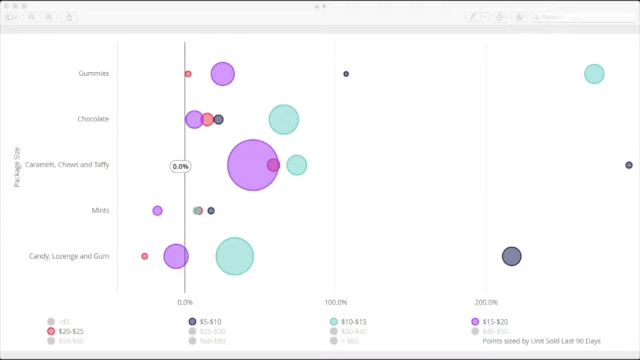 Gummies
Chocolate
Package Size
Caramels, Chews and Taffy
0.0%
Mints
Candy, Lozenge and Gum
0.0% 100.0% 200.0%
<$5 $5-$10 $10-$15 $15-$20
$20-$25 $25-$30 $30-$40 $40-$50
$50-$60 $60-$80 > $80 Points sized by Unit Sold Last 90 Days